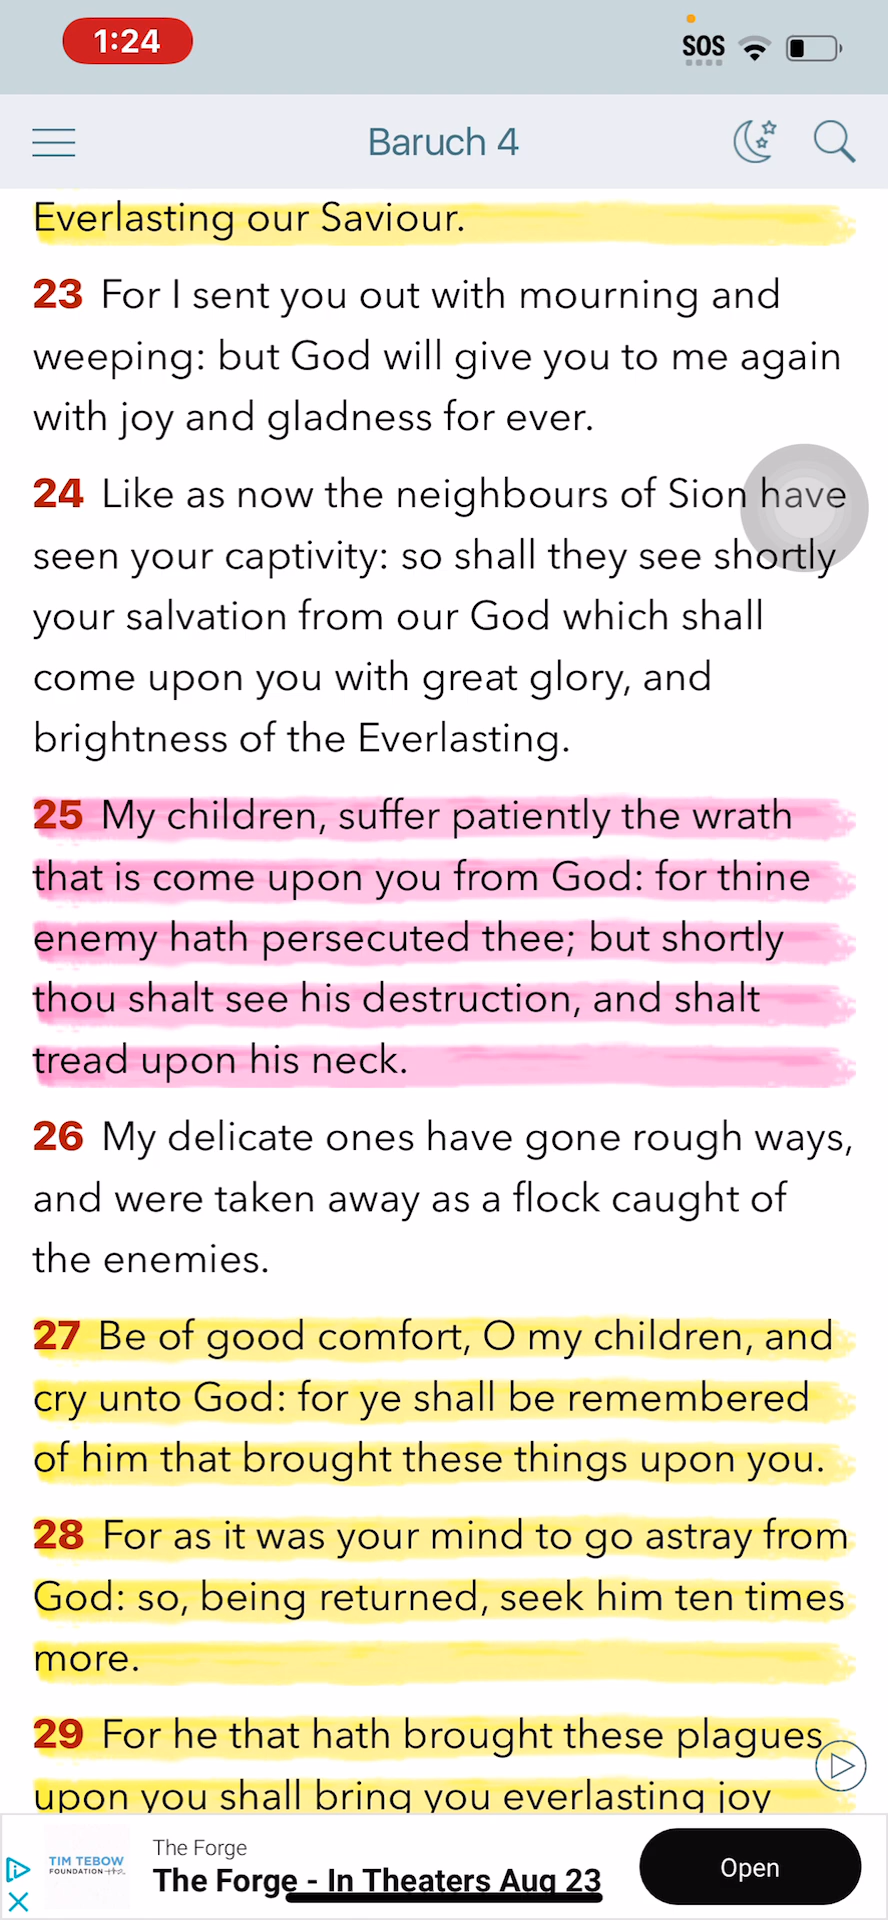 1:24
SOS
Baruch 4
Everlasting our Saviour.
23 For I sent you out with mourning and
weeping: but God will give you to me again
with joy and gladness for ever.
24 Like as now the neighbours of Sion have
seen your captivity: so shall they see shortly
your salvation from our God which shall
come upon you with great glory, and
brightness of the Everlasting.
25 My children, suffer patiently the wrath
that is come upon you from God: for thine
enemy hath persecuted thee; but shortly
thou shalt see his destruction, and shalt
tread upon his neck.
26 My delicate ones have gone rough ways,
and were taken away as a flock caught of
the enemies.
27 Be of good comfort, O my children, and
cry unto God: for ye shall be remembered
of him that brought these things upon you.
28 For as it was your mind to go astray from
God: so, being returned, seek him ten times
more.
29 For he that hath brought these plagues
upon you shall bring you everlasting joy
TIM TEBOW
FOUNDATION
The Forge
The Forge - In Theaters Aug 23
Open